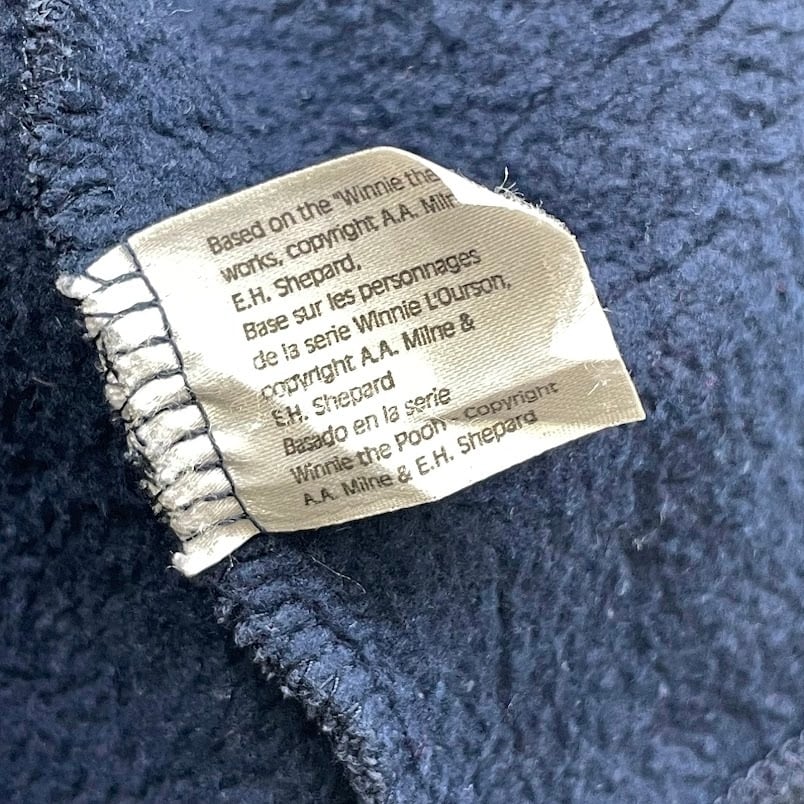 Based on the "Winnie the
works, copyright A.A. Miln
E.H. Shepard,
Base sur les personnages
de la serie Winnie L'Ourson,
copyright A.A. Milne &
E.H. Shepard
Basado en la serie
Winnie the Pooh - Copyright
A.A. Milne & E.H. Shepard